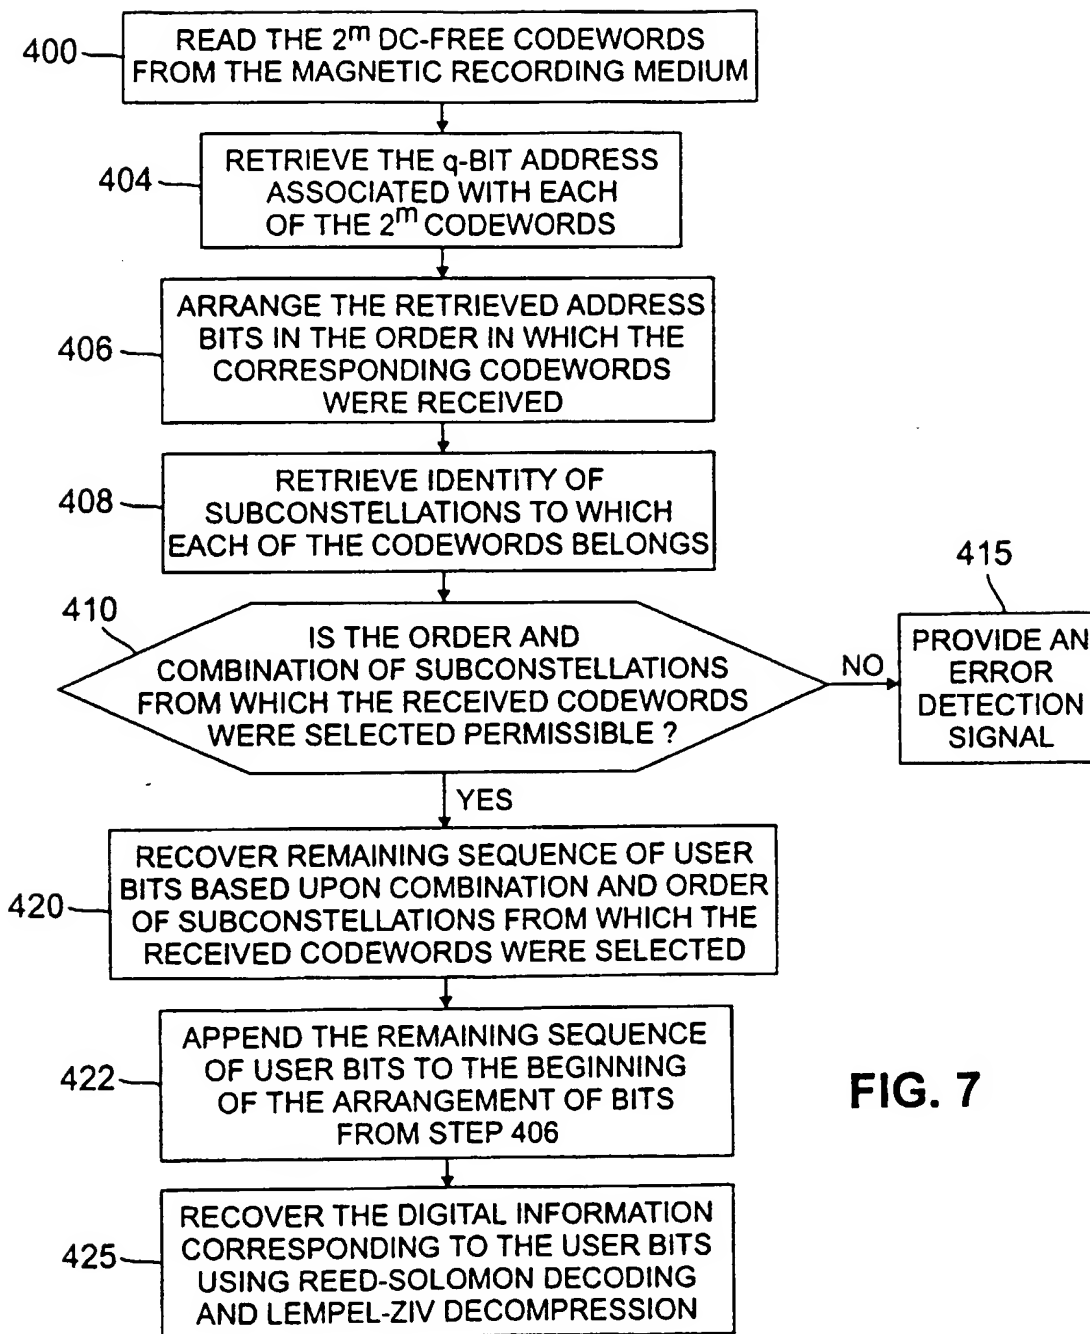 400
READ THE 2^m DC-FREE CODEWORDS
FROM THE MAGNETIC RECORDING MEDIUM
404
RETRIEVE THE q-BIT ADDRESS
ASSOCIATED WITH EACH
OF THE 2^m CODEWORDS
406
ARRANGE THE RETRIEVED ADDRESS
BITS IN THE ORDER IN WHICH THE
CORRESPONDING CODEWORDS
WERE RECEIVED
408
RETRIEVE IDENTITY OF
SUBCONSTELLATIONS TO WHICH
EACH OF THE CODEWORDS BELONGS
410
IS THE ORDER AND
COMBINATION OF SUBCONSTELLATIONS
FROM WHICH THE RECEIVED CODEWORDS
WERE SELECTED PERMISSIBLE ?
NO
415
PROVIDE AN
ERROR
DETECTION
SIGNAL
YES
420
RECOVER REMAINING SEQUENCE OF USER
BITS BASED UPON COMBINATION AND ORDER
OF SUBCONSTELLATIONS FROM WHICH THE
RECEIVED CODEWORDS WERE SELECTED
422
APPEND THE REMAINING SEQUENCE
OF USER BITS TO THE BEGINNING
OF THE ARRANGEMENT OF BITS
FROM STEP 406
FIG. 7
425
RECOVER THE DIGITAL INFORMATION
CORRESPONDING TO THE USER BITS
USING REED-SOLOMON DECODING
AND LEMPEL-ZIV DECOMPRESSION